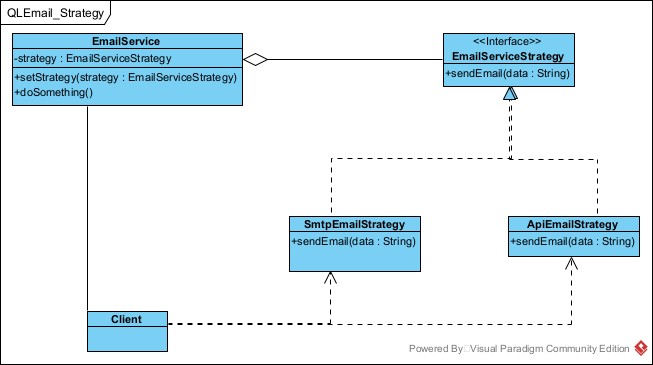 QLEmail_Strategy
EmailService
-strategy : EmailServiceStrategy
+setStrategy(strategy : EmailServiceStrategy)
+doSomething()
<<Interface>>
EmailServiceStrategy
+sendEmail(data : String)
SmtpEmailStrategy
+sendEmail(data : String)
ApiEmailStrategy
+sendEmail(data : String)
Client
Powered By Visual Paradigm Community Edition